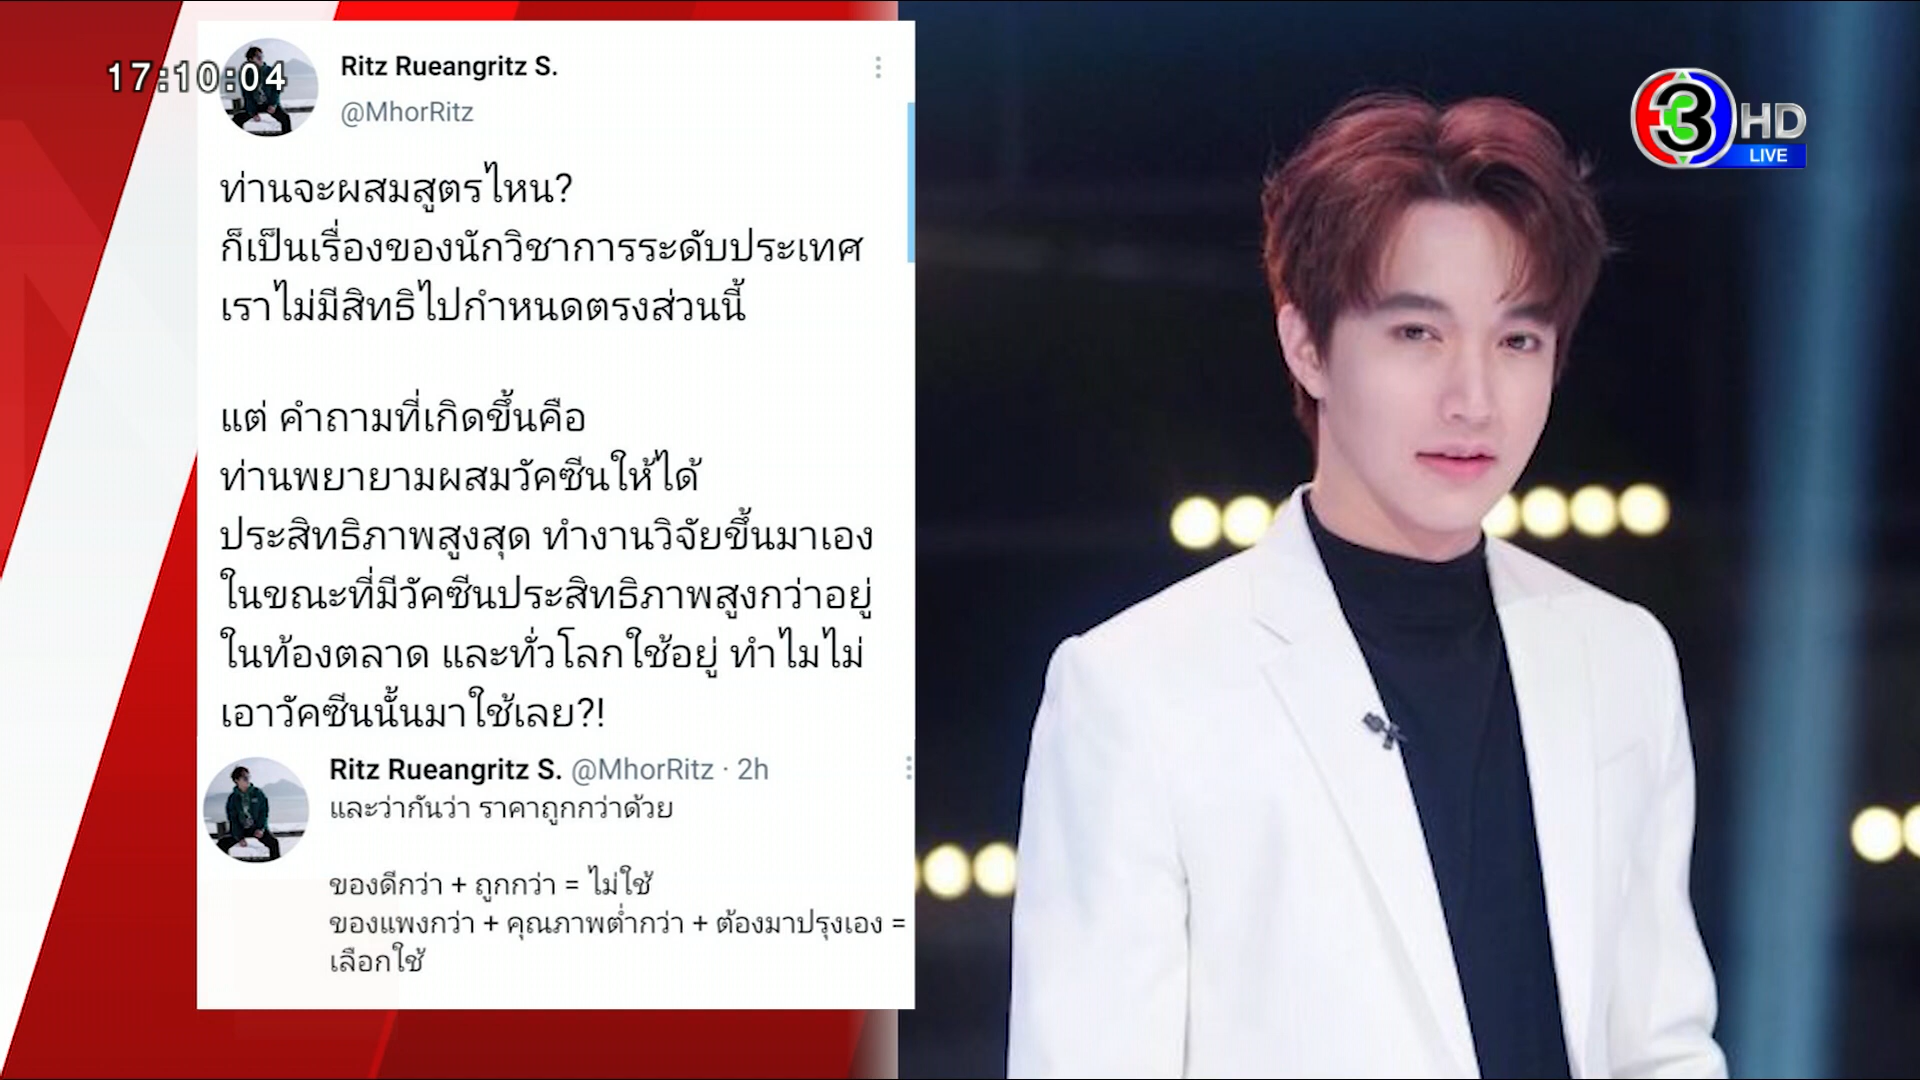 17:10:04
Ritz Rueangritz S.
@MhorRitz
ท่านจะผสมสูตรไหน?
ก็เป็นเรื่องของนักวิชาการระดับประเทศ
เราไม่มีสิทธิไปกำหนดตรงส่วนนี้
แต่ คำถามที่เกิดขึ้นคือ
ท่านพยายามผสมวัคซีนให้ได้
ประสิทธิภาพสูงสุด ทำงานวิจัยขึ้นมาเอง
ในขณะที่มีวัคซีนประสิทธิภาพสูงกว่าอยู่
ในท้องตลาด และทั่วโลกใช้อยู่ ทำไมไม่
เอาวัคซีนนั้นมาใช้เลย?!
Ritz Rueangritz S. @MhorRitz · 2h
และว่ากันว่า ราคาถูกกว่าด้วย
ของดีกว่า + ถูกกว่า = ไม่ใช้
ของแพงกว่า + คุณภาพต่ำกว่า + ต้องมาปรุงเอง =
เลือกใช้
3 HD
LIVE